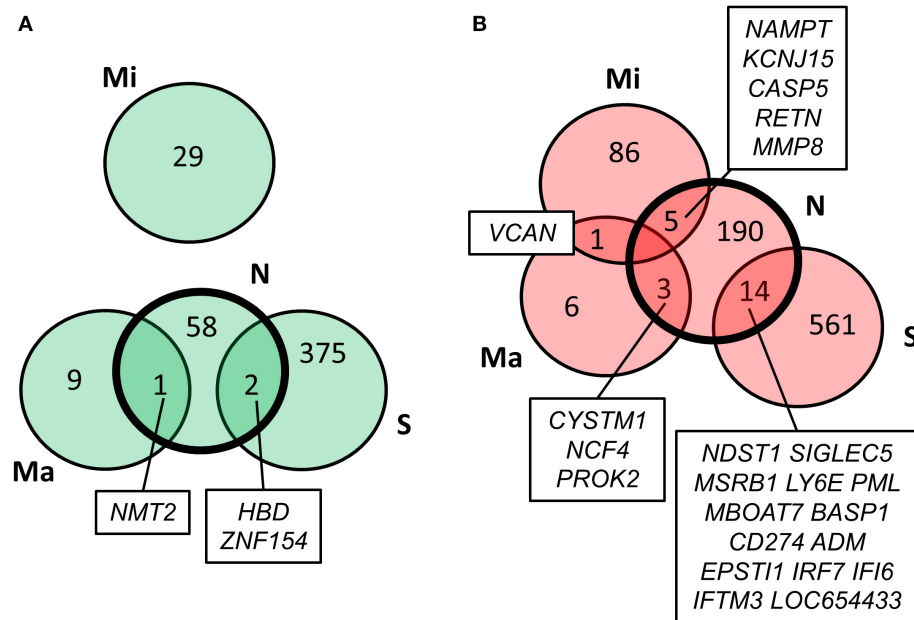 A
Mi
29
N
58
375
9
1
2
S
Ma
NMT2
HBD
ZNF154
B
NAMPT
KCNJ15
CASP5
RETN
MMP8
Mi
86
N
5
190
VCAN
1
3
14
6
561
S
Ma
CYSTM1
NCF4
PROK2
NDST1 SIGLEC5
MSRB1 LY6E PML
MBOAT7 BASP1
CD274 ADM
EPSTI1 IRF7 IFI6
IFTM3 LOC654433